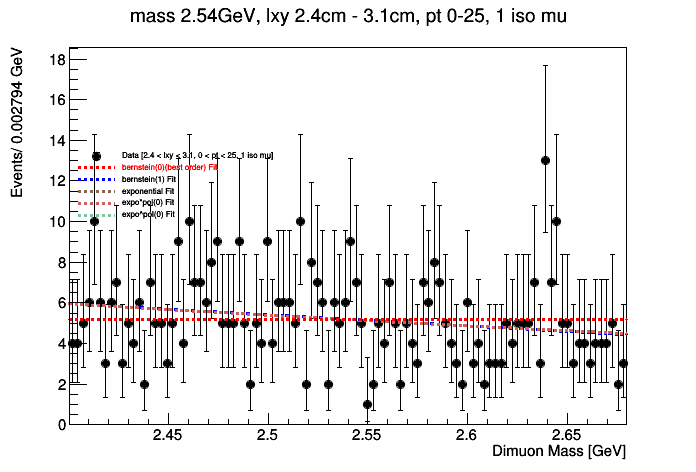 mass 2.54GeV, lxy 2.4cm - 3.1cm, pt 0-25, 1 iso mu
Events/ 0.002794 GeV
18
16
14
12
10
8
6
4
2
0
Data [2.4 < lxy < 3.1, 0 < pt < 25, 1 iso mu]
bernstein(0)(best order) Fit
bernstein(1) Fit
exponential Fit
expo*pol(0) Fit
expo^pol(0) Fit
2.45
2.5
2.55
2.6
2.65
Dimuon Mass [GeV]